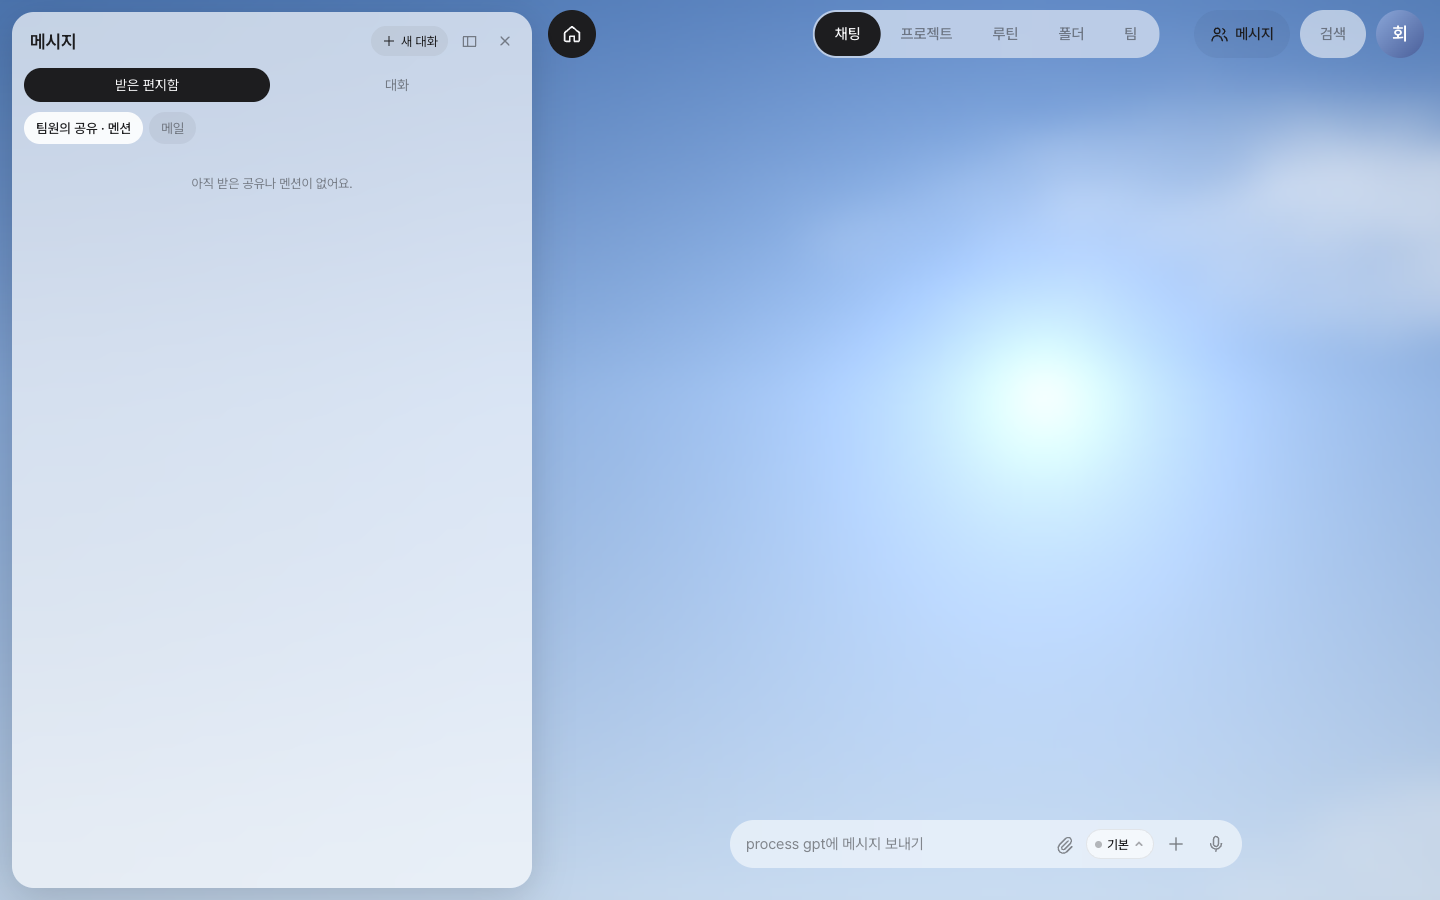 메시지
새 대화
받은 편지함
대화
팀원의 공유 · 멘션
메일
아직 받은 공유나 멘션이 없어요.
채팅
프로젝트
루틴
폴더
팀
메시지
검색
회
process gpt에 메시지 보내기
기본